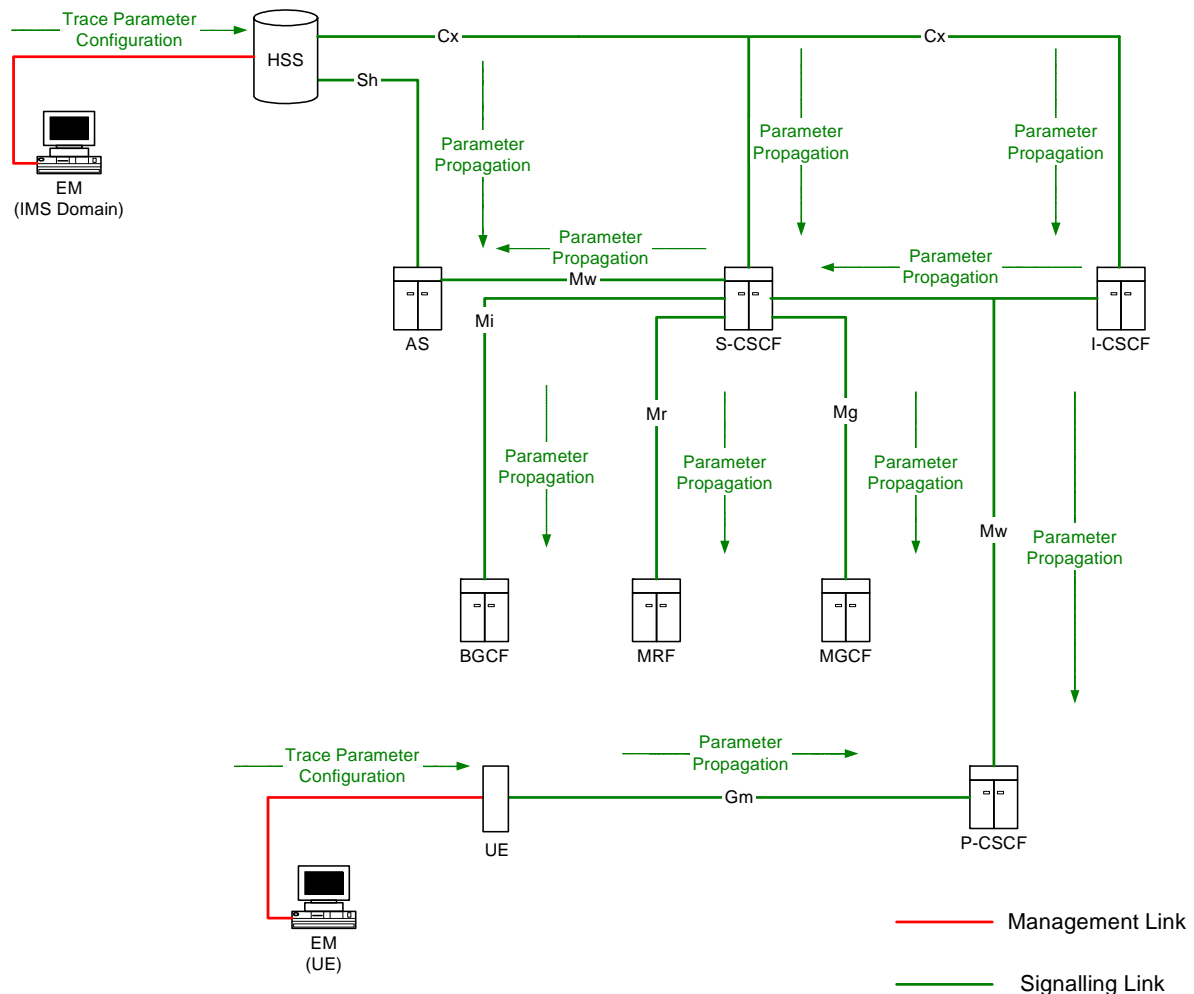 Trace Parameter
Configuration
HSS
Cx
Cx
Sh
Parameter
Propagation
Parameter
Propagation
Parameter
Propagation
EM
(IMS Domain)
Parameter
Propagation
Parameter
Propagation
Mw
AS
S-CSCF
I-CSCF
Mi
Mr
Mg
Parameter
Propagation
Parameter
Propagation
Parameter
Propagation
Mw
Parameter
Propagation
BGCF
MRF
MGCF
Trace Parameter
Configuration
Parameter
Propagation
Gm
UE
P-CSCF
EM
(UE)
Management Link
Signalling Link